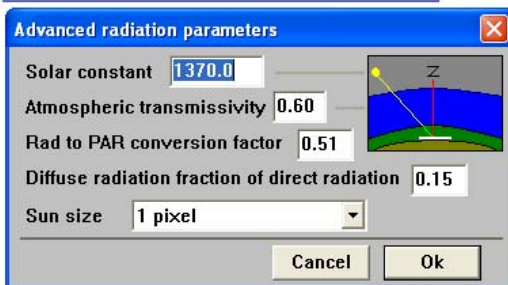 Advanced radiation parameters
Solar constant 1370.0
Atmospheric transmissivity 0.60
Z
Rad to PAR conversion factor 0.51
Diffuse radiation fraction of direct radiation 0.15
Sun size 1 pixel
Cancel Ok